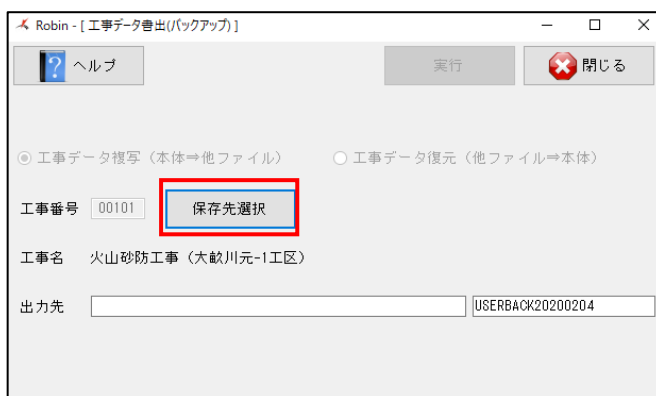 Robin - [ 工事データ書出(バックアップ) ]
ヘルプ 実行 閉じる
工事データ複写（本体⇒他ファイル） 工事データ復元（他ファイル⇒本体）
工事番号 00101 保存先選択
工事名 火山砂防工事（大畝川元-1工区）
出力先 USERBACK20200204